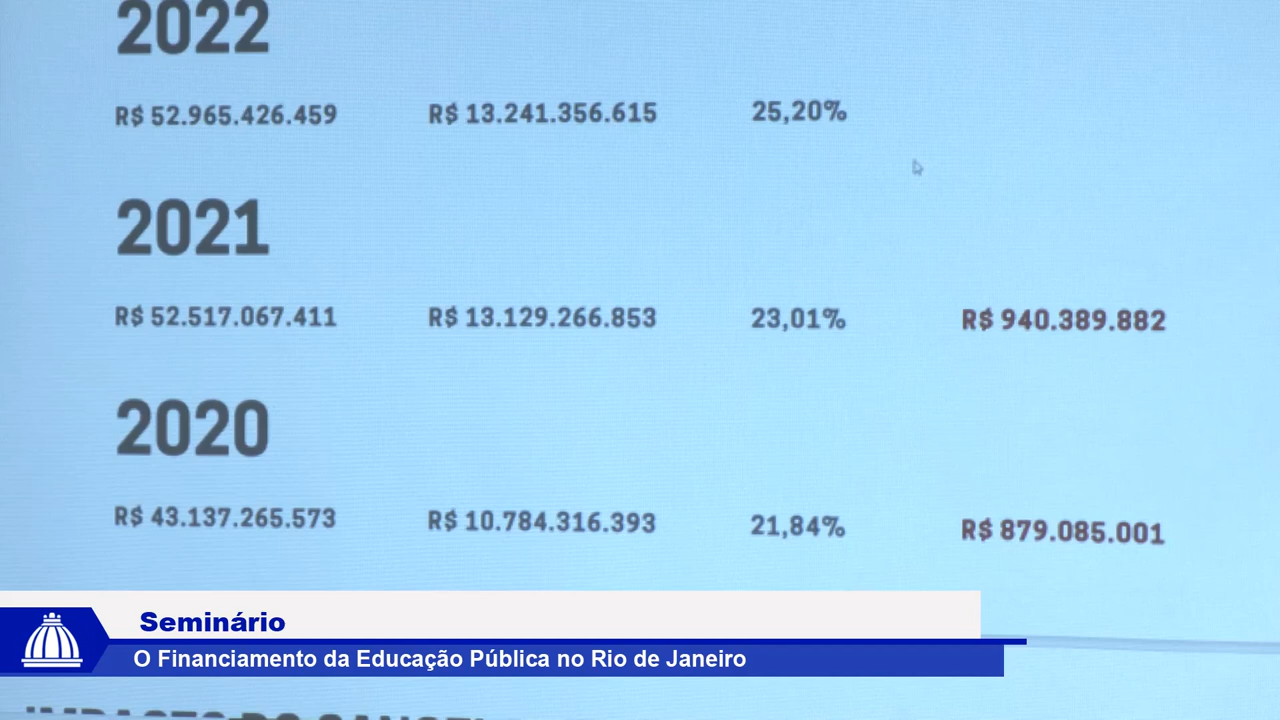 2022
R$ 52.965.426.459 R$ 13.241.356.615 25,20%
2021
R$ 52.517.067.411 R$ 13.129.266.853 23,01% R$ 940.389.882
2020
R$ 43.137.265.573 R$ 10.784.316.393 21,84% R$ 879.085.001
Seminário
O Financiamento da Educação Pública no Rio de Janeiro